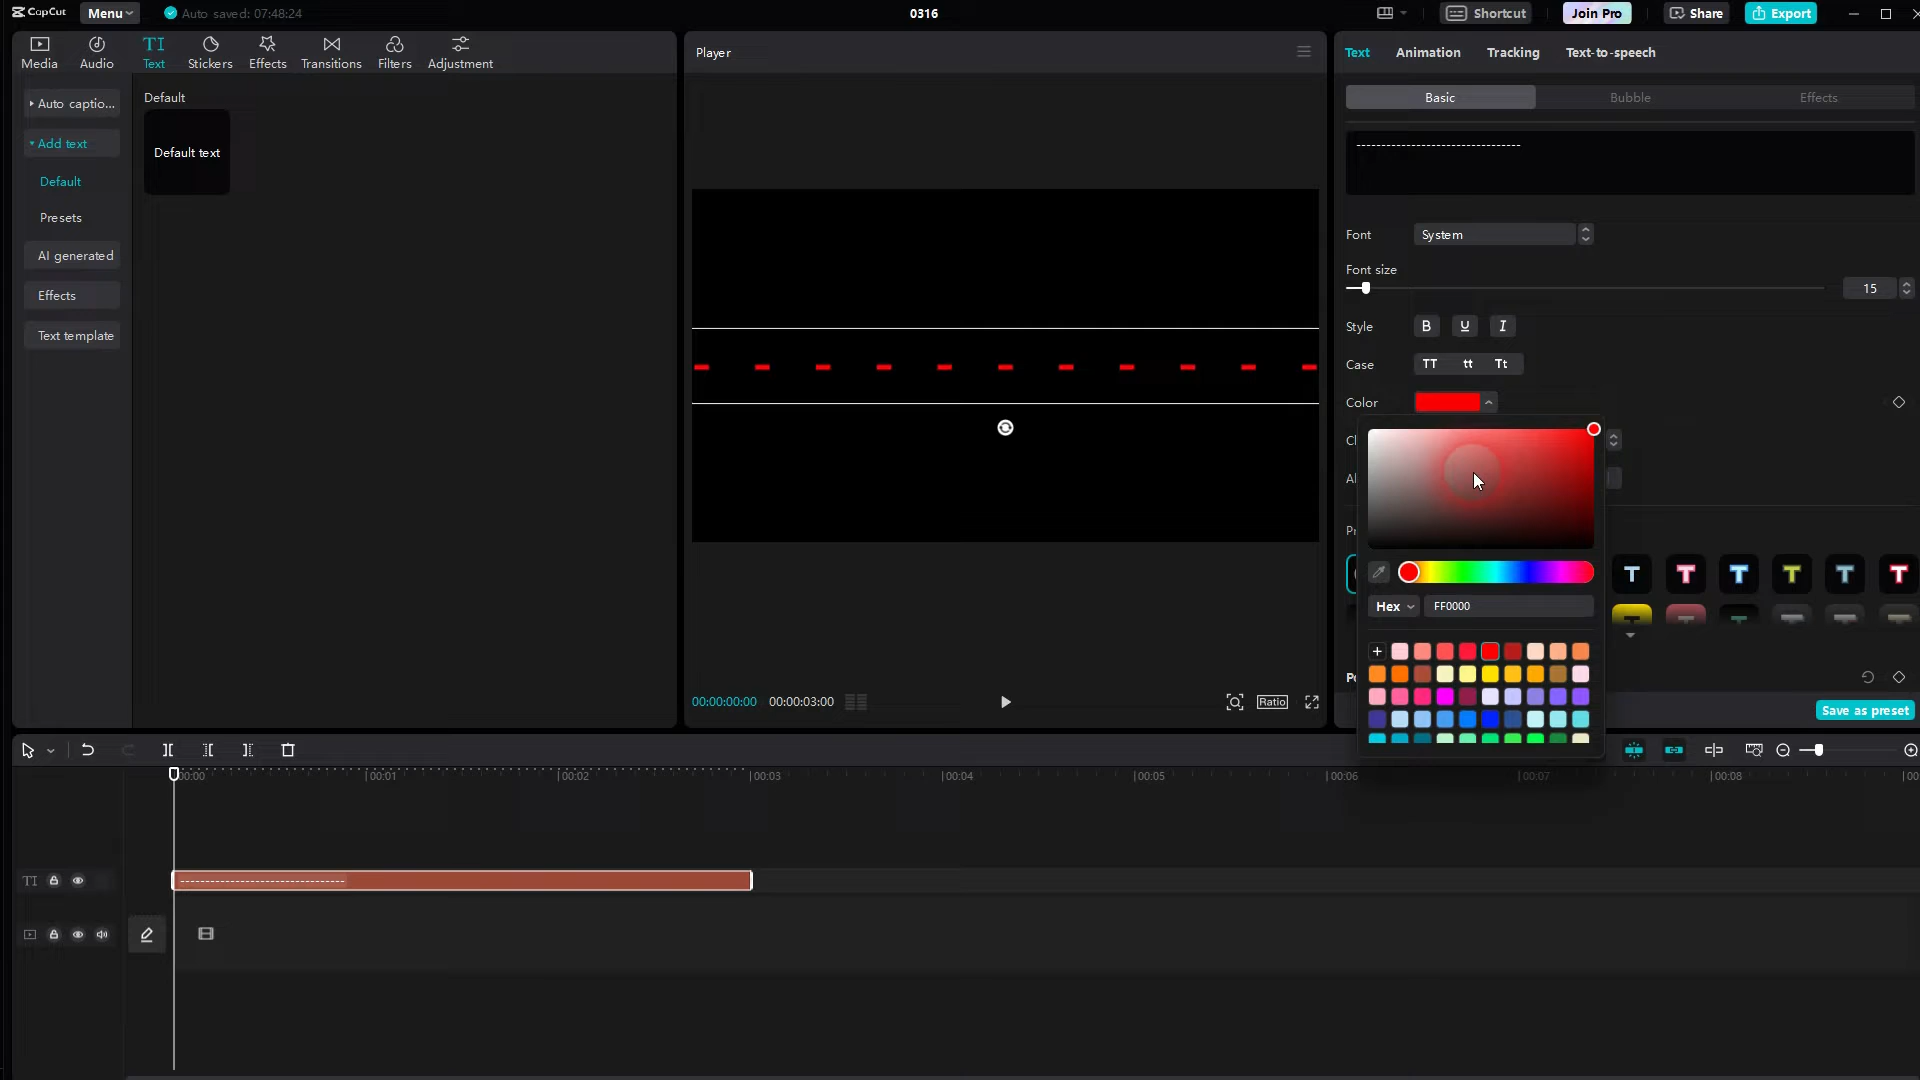 CapCut
Menu
Auto saved: 07:48:24
0316
Shortcut
Join Pro
Share
Export
Media
Audio
TI
Text
Stickers
Effects
Transitions
Filters
Adjustment
Player
Text
Animation
Tracking
Text-to-speech
Auto captio...
Add text
Default
Presets
AI generated
Effects
Text template
Default
Default text
Basic
Bubble
Effects
---------------------------------
Font
System
Font size
15
Style
B
U
I
Case
TT
tt
Tt
Color
Hex
FF0000
T
T
T
T
T
T
00:00:00:00
00:00:03:00
Ratio
Save as preset
00:00
00:01
00:02
00:03
00:04
00:05
00:06
00:07
00:08
TI
---------------------------------